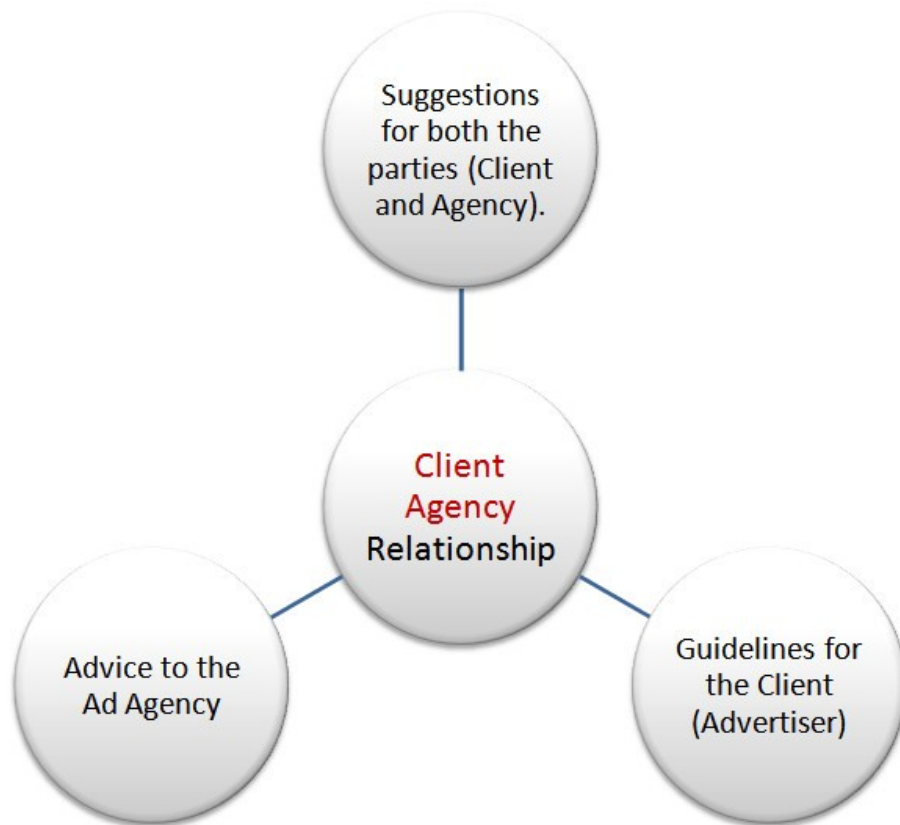 Suggestions
for both the
parties (Client
and Agency).
Client
Agency
Relationship
Advice to the
Ad Agency
Guidelines for
the Client
(Advertiser)